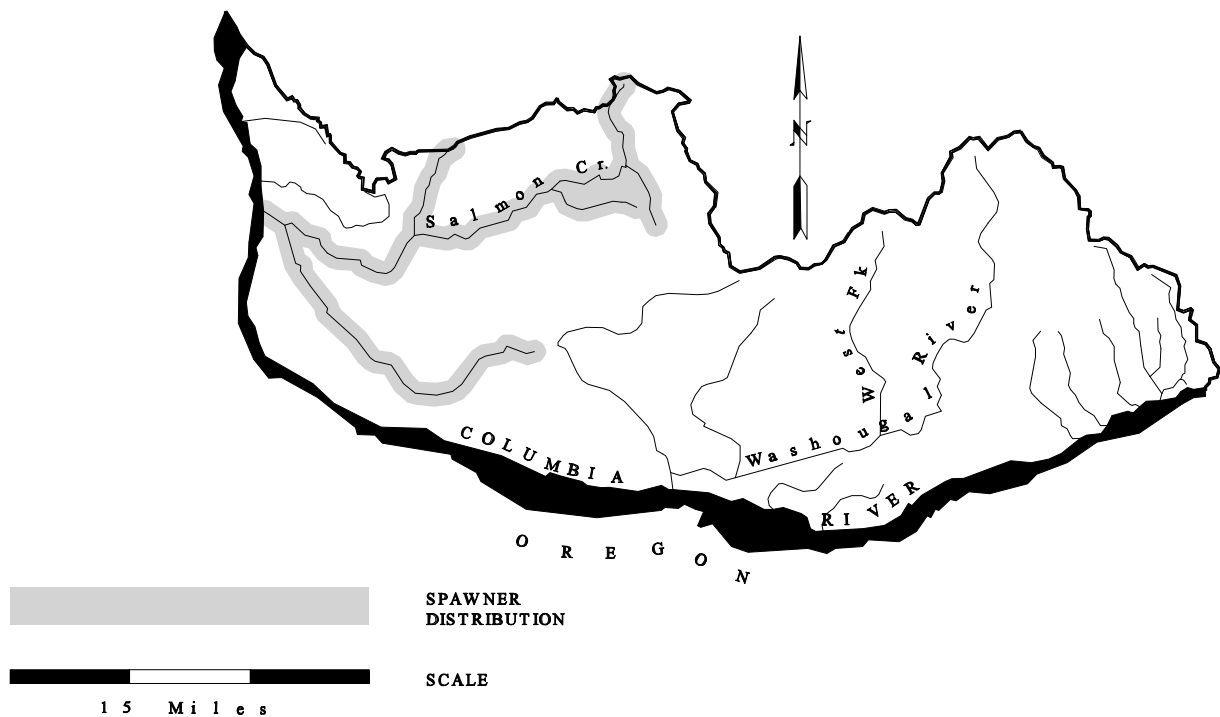 N
Salmon Cr.
West Fk
Washougal River
COLUMBIA RIVER
OREGON
SPAWNER
DISTRIBUTION
SCALE
15 Miles